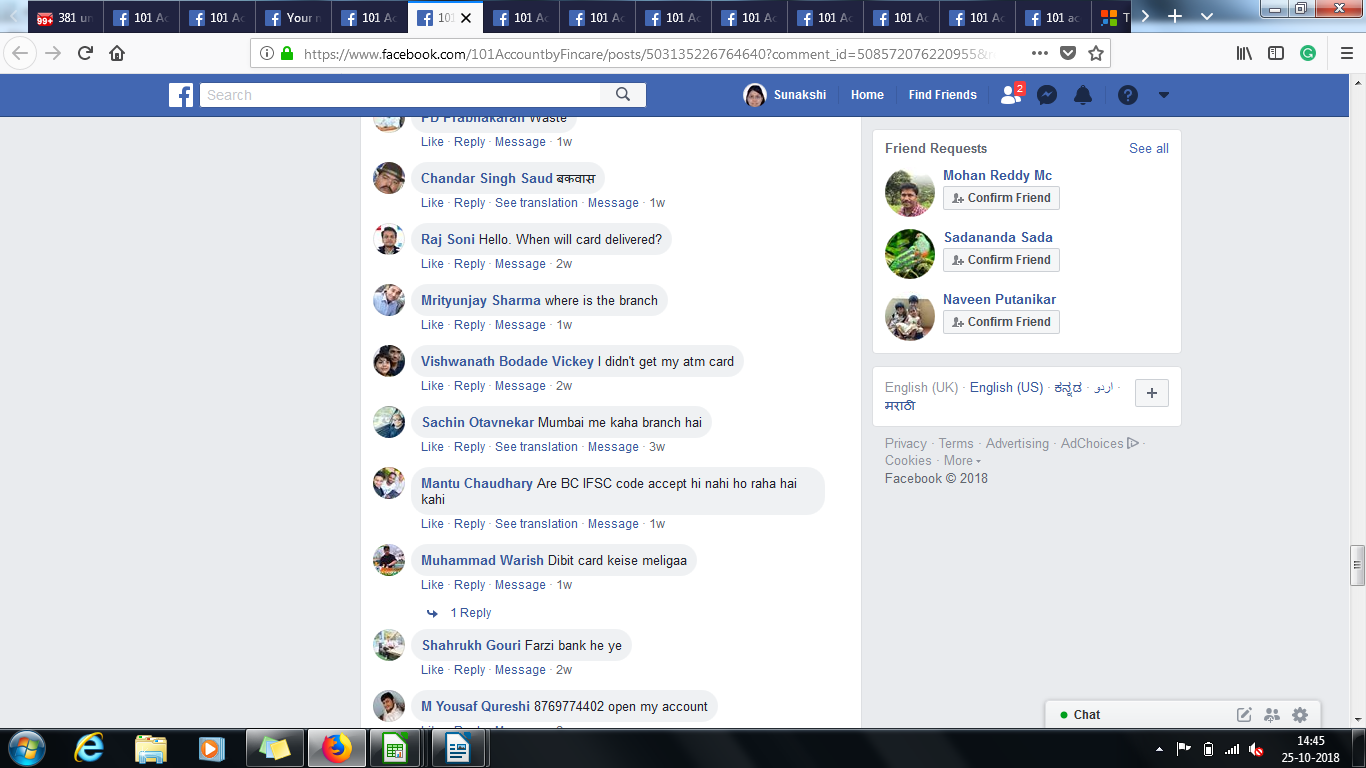 381 un
101 Ac
101 Ac
Your n
101 Ac
101
101 Ac
101 Ac
101 Ac
101 Ac
101 Ac
101 Ac
101 Ac
101 ac
T
https://www.facebook.com/101AccountbyFincare/posts/503135226764640?comment_id=508572076220955&
Search
Sunakshi
Home
Find Friends
2
PD Prabhakaran Waste
Like · Reply · Message · 1w
Chandar Singh Saud बकवास
Like · Reply · See translation · Message · 1w
Raj Soni Hello. When will card delivered?
Like · Reply · Message · 2w
Mrityunjay Sharma where is the branch
Like · Reply · Message · 1w
Vishwanath Bodade Vickey I didn't get my atm card
Like · Reply · Message · 2w
Sachin Otavnekar Mumbai me kaha branch hai
Like · Reply · See translation · Message · 3w
Mantu Chaudhary Are BC IFSC code accept hi nahi ho raha hai
kahi
Like · Reply · See translation · Message · 1w
Muhammad Warish Dibit card keise meligaa
Like · Reply · Message · 1w
1 Reply
Shahrukh Gouri Farzi bank he ye
Like · Reply · Message · 2w
M Yousaf Qureshi 8769774402 open my account
Friend Requests
See all
Mohan Reddy Mc
Confirm Friend
Sadananda Sada
Confirm Friend
Naveen Putanikar
Confirm Friend
English (UK) · English (US) · ಕನ್ನಡ · اردو ·
मराठी
Privacy · Terms · Advertising · AdChoices ·
Cookies · More
Facebook © 2018
Chat
14:45
25-10-2018